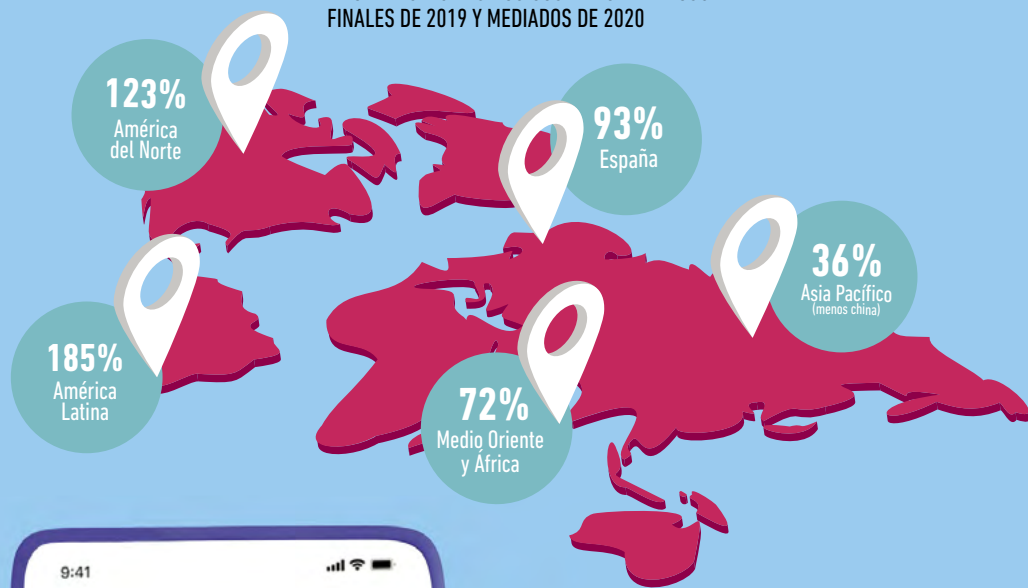 FINALES DE 2019 Y MEDIADOS DE 2020
123%
América
del Norte
93%
España
36%
Asia Pacífico
(menos china)
185%
América
Latina
72%
Medio Oriente
y África
9:41